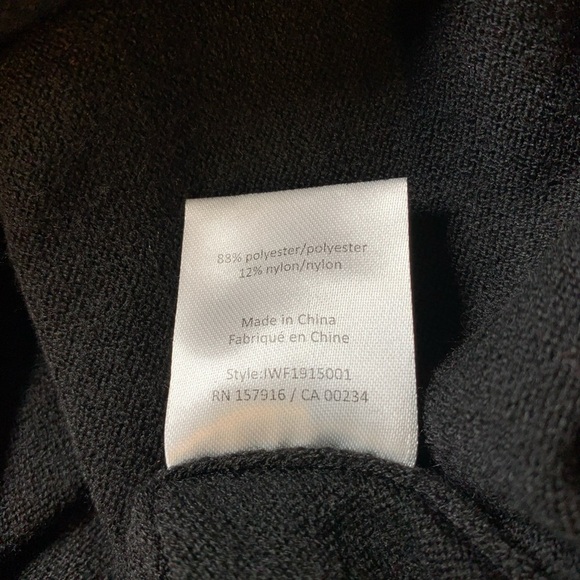 88% polyester/polyester
12% nylon/nylon
Made in China
Fabriqué en Chine
Style:IWF1915001
RN 157916 / CA 00234